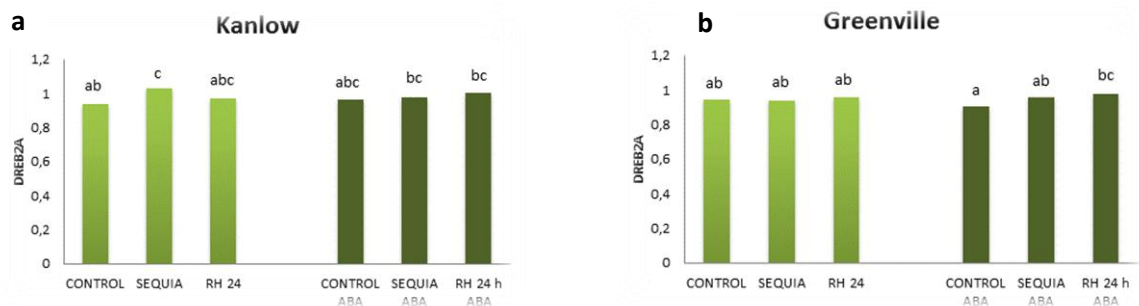 a
Kanlow
1,2
1
0,8
0,6
0,4
0,2
0
DREB2A
ab
c
abc
abc
bc
bc
CONTROL SEQUIA RH 24 CONTROL SEQUIA RH 24 h
ABA ABA ABA
b
Greenville
1,2
1
0,8
0,6
0,4
0,2
0
DREB2A
ab
ab
ab
a
ab
bc
CONTROL SEQUIA RH 24 CONTROL SEQUIA RH 24 h
ABA ABA ABA